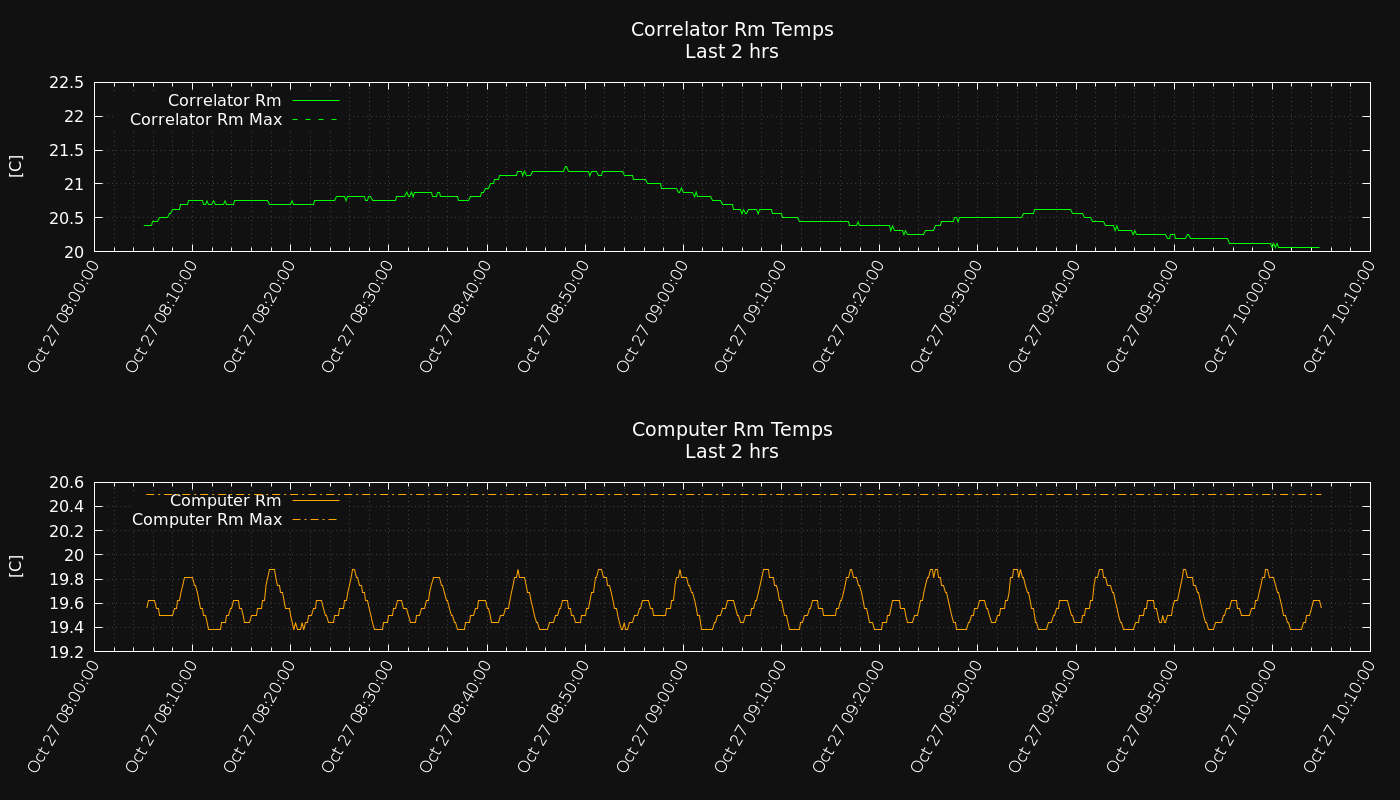 Correlator Rm Temps
Last 2 hrs
22.5
22
21.5
21
20.5
20
[C]
Correlator Rm
Correlator Rm Max
Oct 27 08:00:00
Oct 27 08:10:00
Oct 27 08:20:00
Oct 27 08:30:00
Oct 27 08:40:00
Oct 27 08:50:00
Oct 27 09:00:00
Oct 27 09:10:00
Oct 27 09:20:00
Oct 27 09:30:00
Oct 27 09:40:00
Oct 27 09:50:00
Oct 27 10:00:00
Oct 27 10:10:00
Computer Rm Temps
Last 2 hrs
20.6
20.4
20.2
20
19.8
19.6
19.4
19.2
[C]
Computer Rm
Computer Rm Max
Oct 27 08:00:00
Oct 27 08:10:00
Oct 27 08:20:00
Oct 27 08:30:00
Oct 27 08:40:00
Oct 27 08:50:00
Oct 27 09:00:00
Oct 27 09:10:00
Oct 27 09:20:00
Oct 27 09:30:00
Oct 27 09:40:00
Oct 27 09:50:00
Oct 27 10:00:00
Oct 27 10:10:00